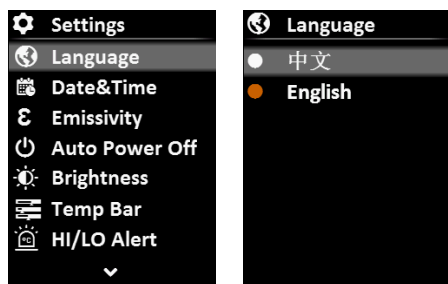 Settings
Language
Date&Time
Emissivity
Auto Power Off
Brightness
Temp Bar
HI/LO Alert
Language
中文
English